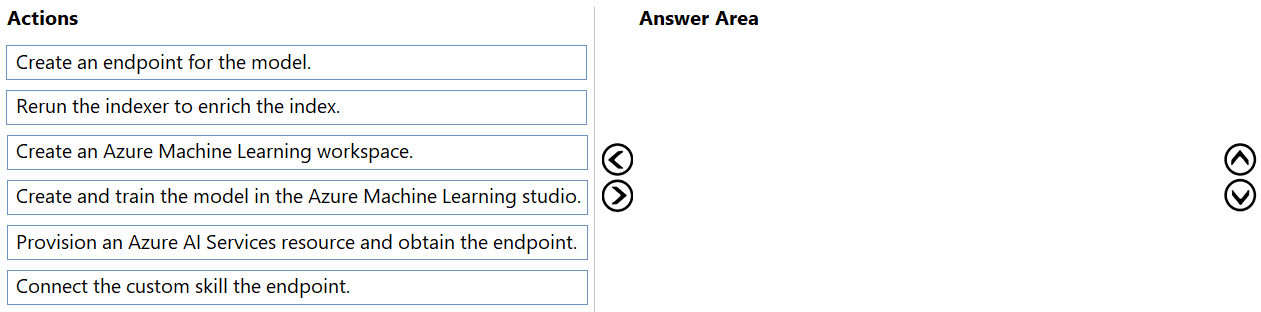 Actions
Answer Area
Create an endpoint for the model.
Rerun the indexer to enrich the index.
Create an Azure Machine Learning workspace.
Create and train the model in the Azure Machine Learning studio.
Provision an Azure AI Services resource and obtain the endpoint.
Connect the custom skill the endpoint.